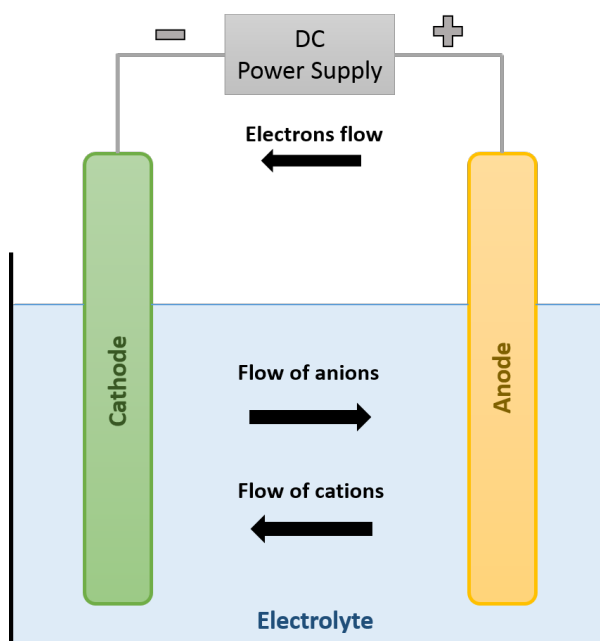 DC
Power Supply
Electrons flow
Cathode
Flow of anions
Anode
Flow of cations
Electrolyte